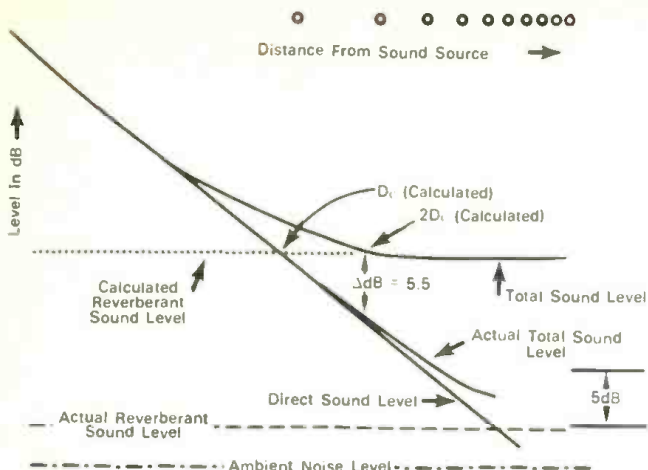 Distance From Sound Source
Level In dB
Dc (Calculated)
2Dc (Calculated)
ΔdB = 5.5
Calculated
Reverberant
Sound Level
Total Sound Level
Actual Total Sound
Level
5dB
Direct Sound Level
Actual Reverberant
Sound Level
Ambient Noise Level